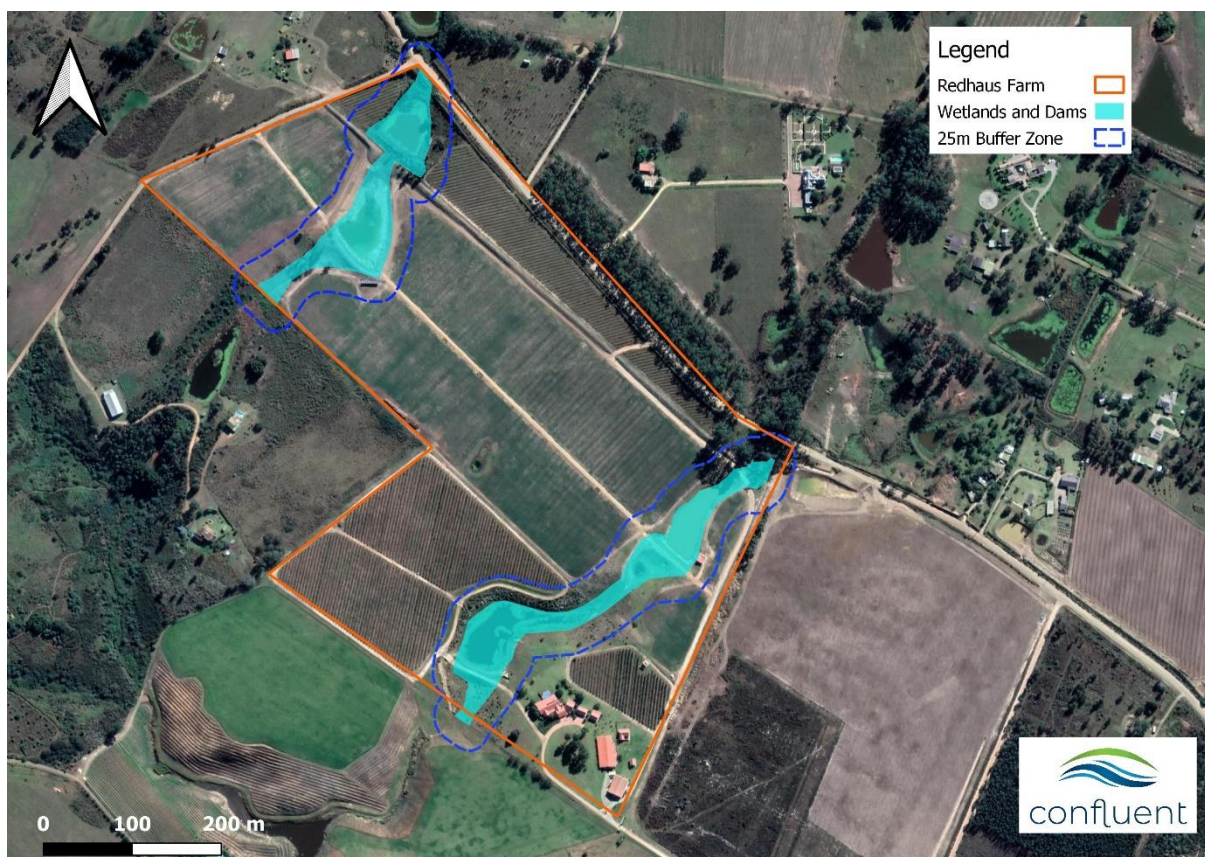 Legend
Redhaus Farm
Wetlands and Dams
25m Buffer Zone
0 100 200 m
confluent